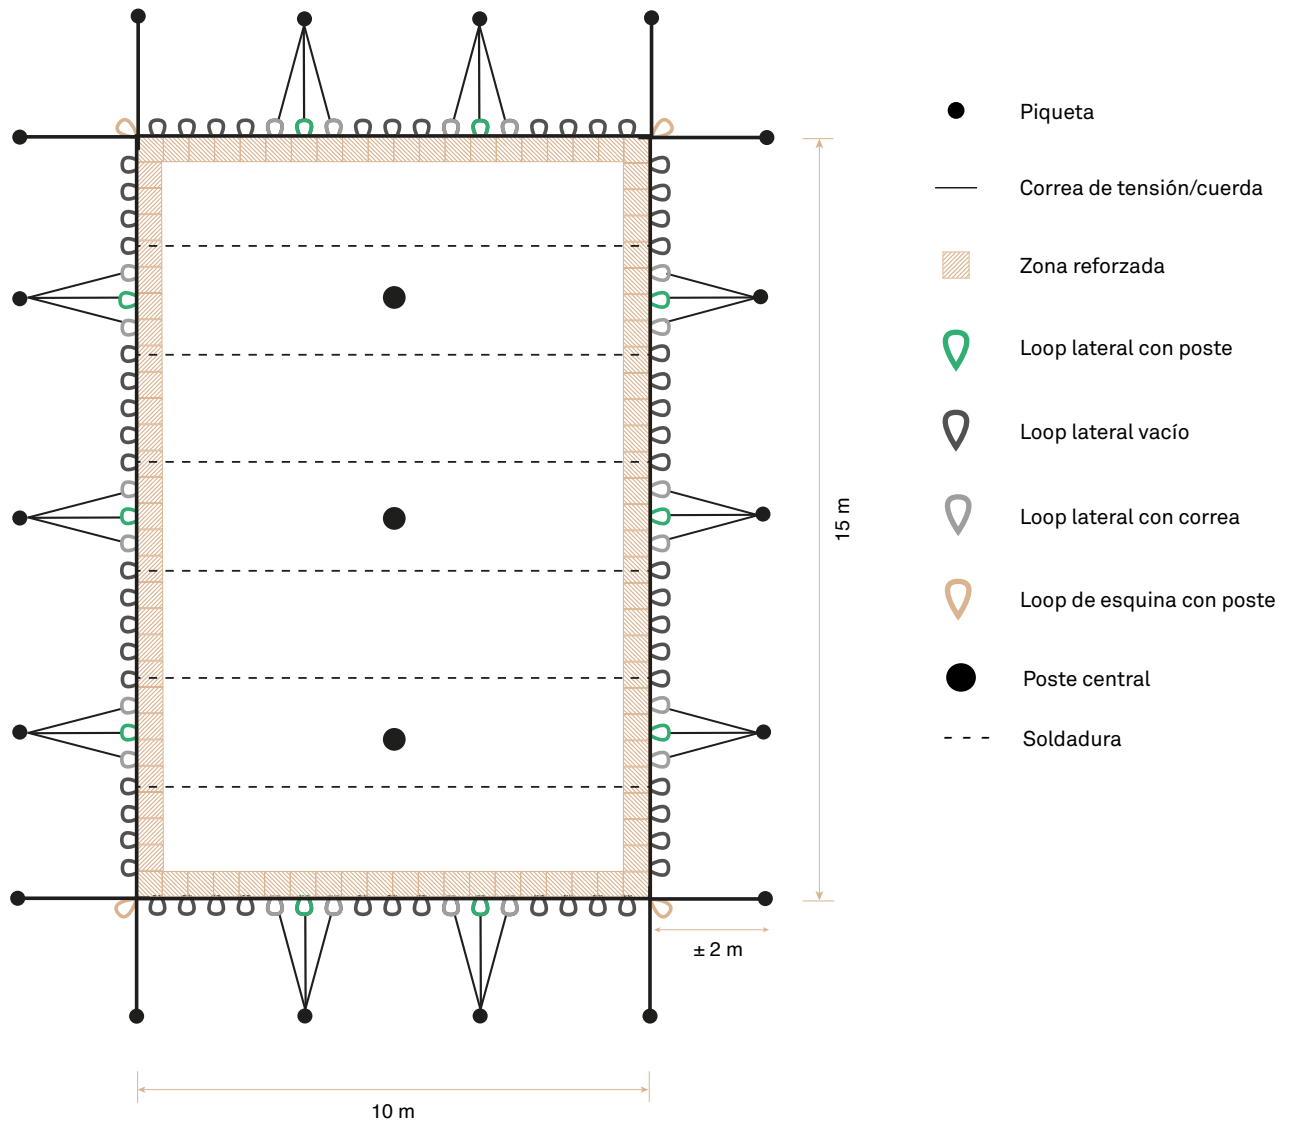 Piqueta
Correa de tensión/cuerda
Zona reforzada
Loop lateral con poste
Loop lateral vacío
Loop lateral con correa
Loop de esquina con poste
Poste central
Soldadura
15 m
± 2 m
10 m